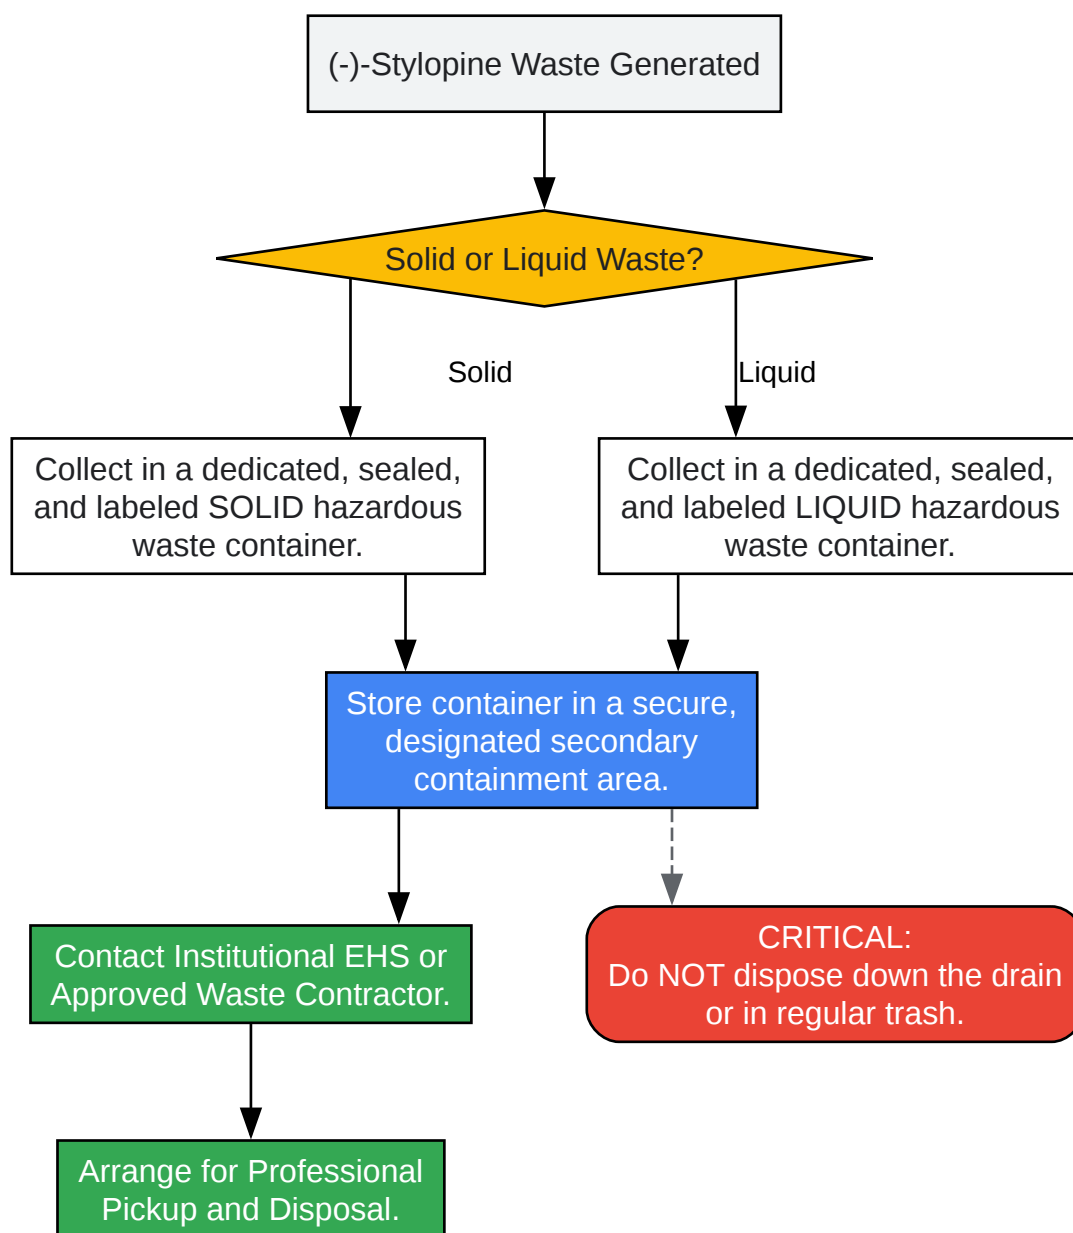 (-)-Stylopine Waste Generated
Solid or Liquid Waste?
Solid
Liquid
Collect in a dedicated, sealed,
and labeled SOLID hazardous
waste container.
Collect in a dedicated, sealed,
and labeled LIQUID hazardous
waste container.
Store container in a secure,
designated secondary
containment area.
Contact Institutional EHS or
Approved Waste Contractor.
CRITICAL:
Do NOT dispose down the drain
or in regular trash.
Arrange for Professional
Pickup and Disposal.